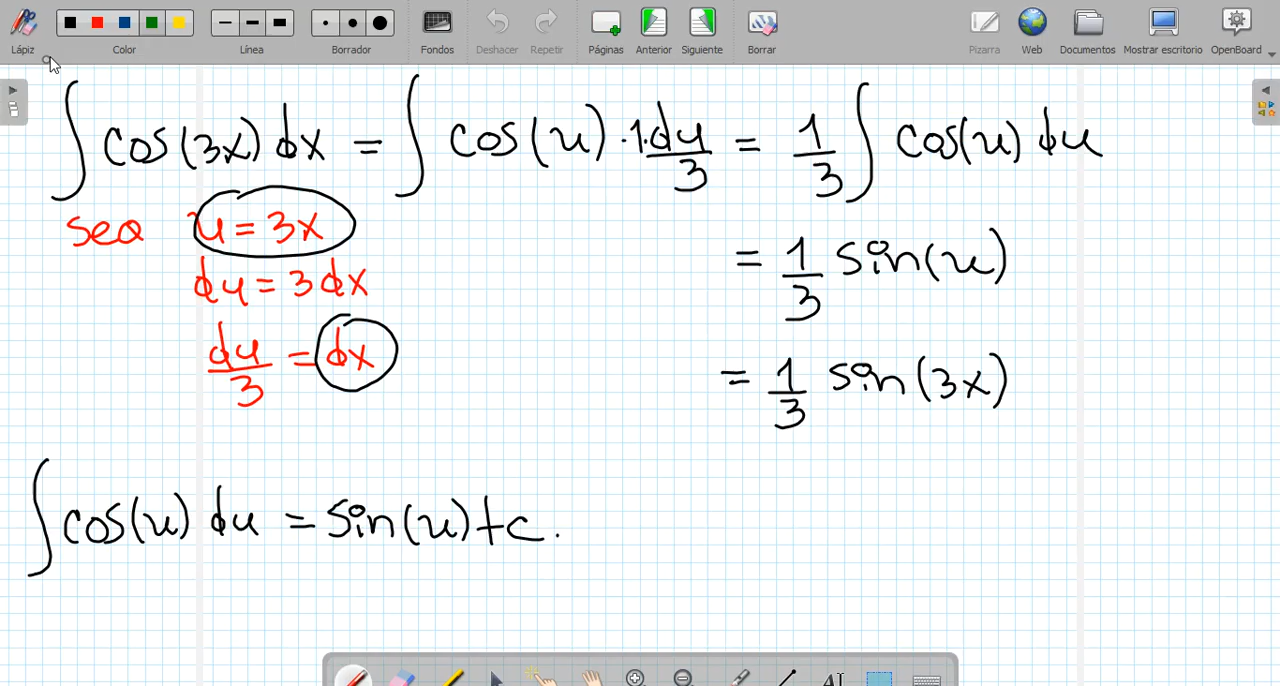 Lápiz Color Línea Borrador Fondos Deshacer Repetir Páginas Anterior Siguiente Borrar Pizarra Web Documentos Mostrar escritorio OpenBoard
∫ cos(3x) dx = ∫ cos(u) · 1 · du/3 = 1/3 ∫ cos(u) du
sea u = 3x
= 1/3 sin(u)
du = 3 dx
du/3 = dx
= 1/3 sin(3x)
∫ cos(u) du = sin(u) + c.